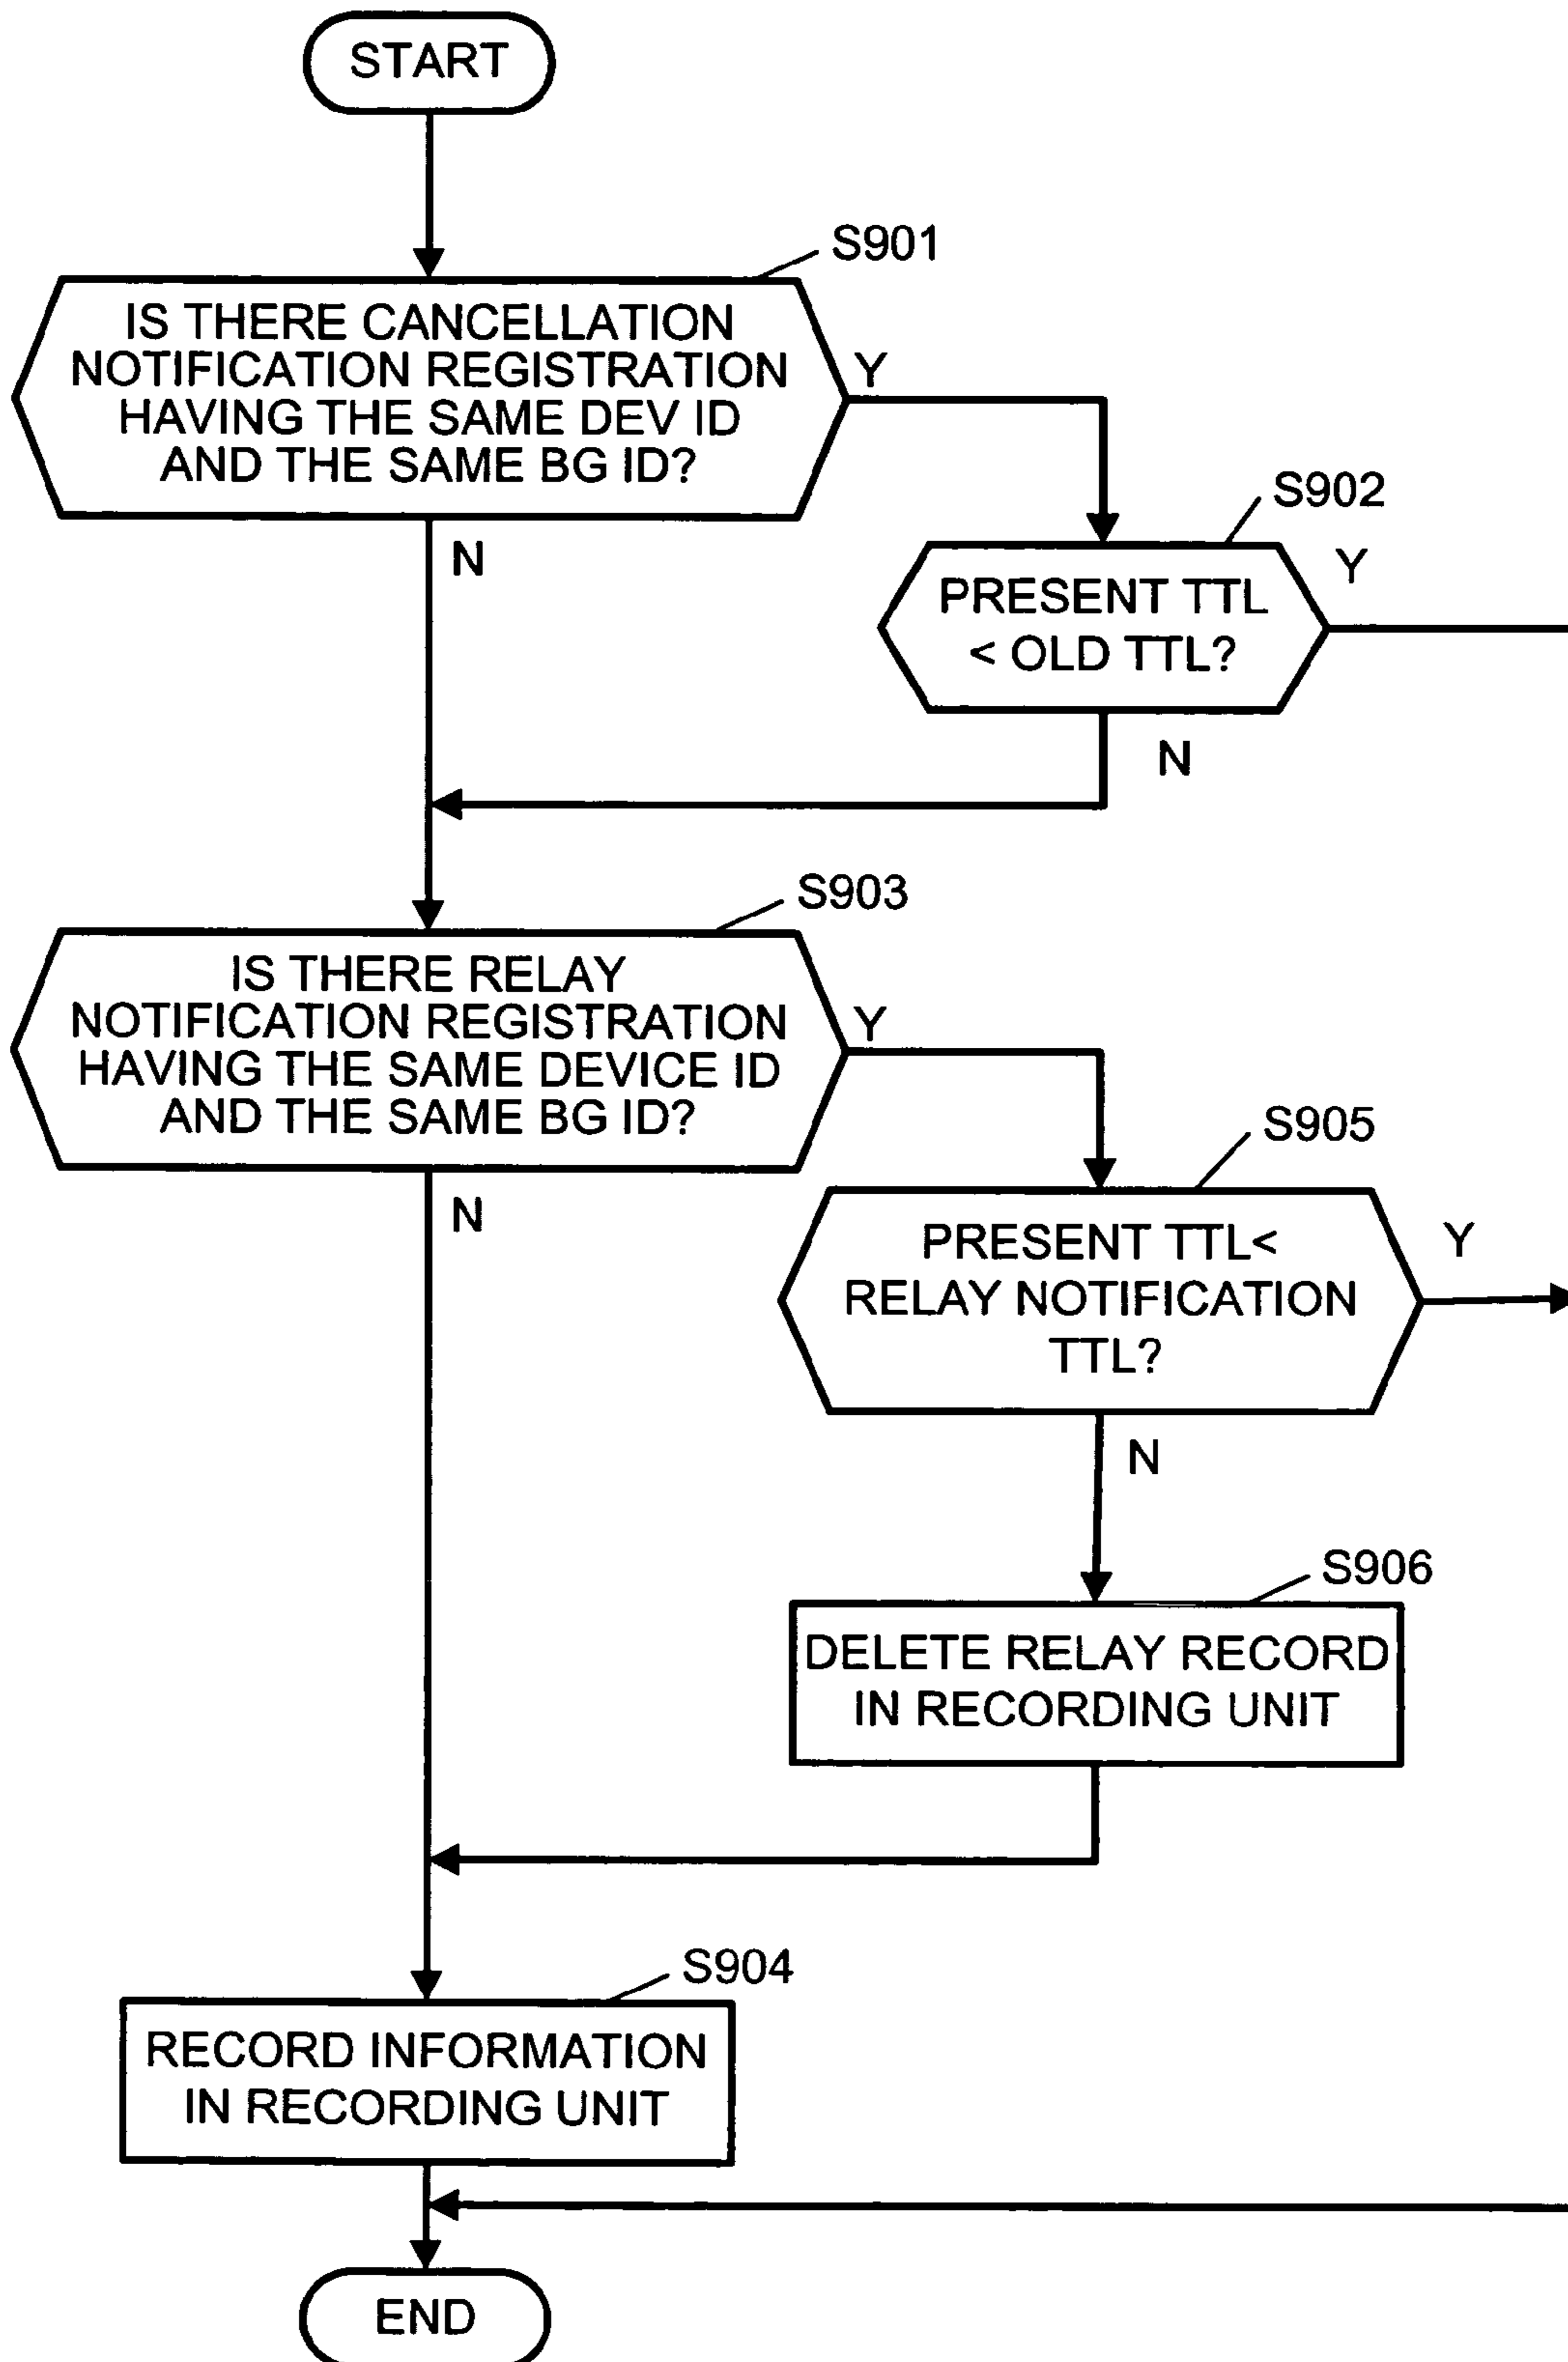 START
S901
IS THERE CANCELLATION
NOTIFICATION REGISTRATION
HAVING THE SAME DEV ID
AND THE SAME BG ID?
Y
N
S902
PRESENT TTL
< OLD TTL?
Y
N
S903
IS THERE RELAY
NOTIFICATION REGISTRATION
HAVING THE SAME DEVICE ID
AND THE SAME BG ID?
Y
N
S905
PRESENT TTL<
RELAY NOTIFICATION
TTL?
Y
N
S906
DELETE RELAY RECORD
IN RECORDING UNIT
S904
RECORD INFORMATION
IN RECORDING UNIT
END